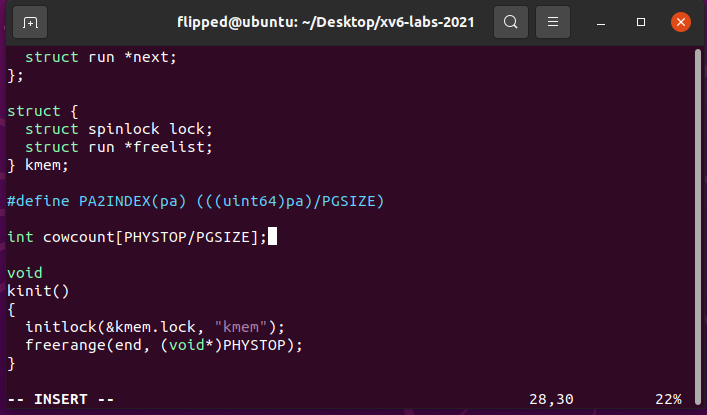 flipped@ubuntu: ~/Desktop/xv6-labs-2021
  struct run *next;
};

struct {
  struct spinlock lock;
  struct run *freelist;
} kmem;

#define PA2INDEX(pa) (((uint64)pa)/PGSIZE)

int cowcount[PHYSTOP/PGSIZE];

void
kinit()
{
  initlock(&kmem.lock, "kmem");
  freerange(end, (void*)PHYSTOP);
}

-- INSERT -- 28,30 22%